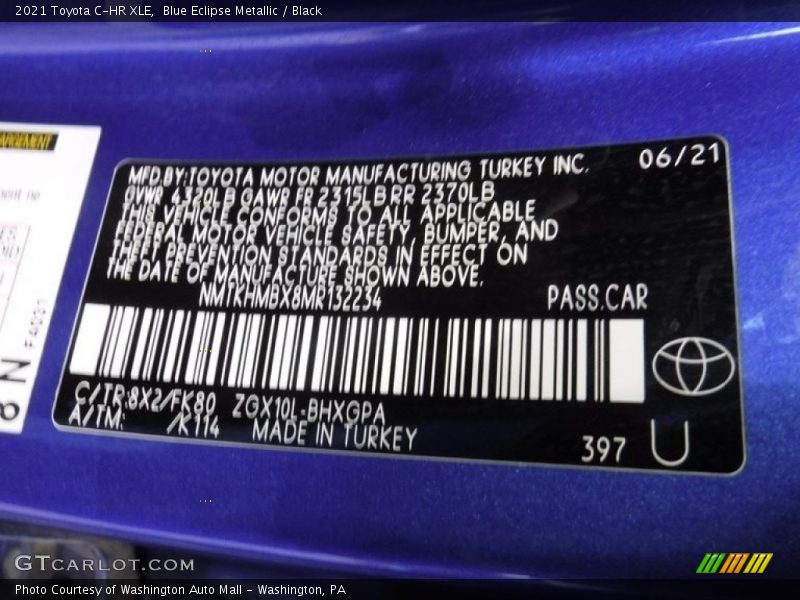 2021 Toyota C-HR XLE, Blue Eclipse Metallic / Black
MFD.BY:TOYOTA MOTOR MANUFACTURING TURKEY INC. 06/21
GVWR 4320LB GAWR FR 2315LB RR 2370LB
THIS VEHICLE CONFORMS TO ALL APPLICABLE
FEDERAL MOTOR VEHICLE SAFETY, BUMPER, AND
THEFT PREVENTION STANDARDS IN EFFECT ON
THE DATE OF MANUFACTURE SHOWN ABOVE.
NMTKHMBX8MR132234 PASS.CAR
C/TR:8X2/FK80 ZGX10L-BHXGPA
A/TM: /K114 MADE IN TURKEY
397 U
F40G31
8 N
GTCARLOT.COM
Photo Courtesy of Washington Auto Mall - Washington, PA